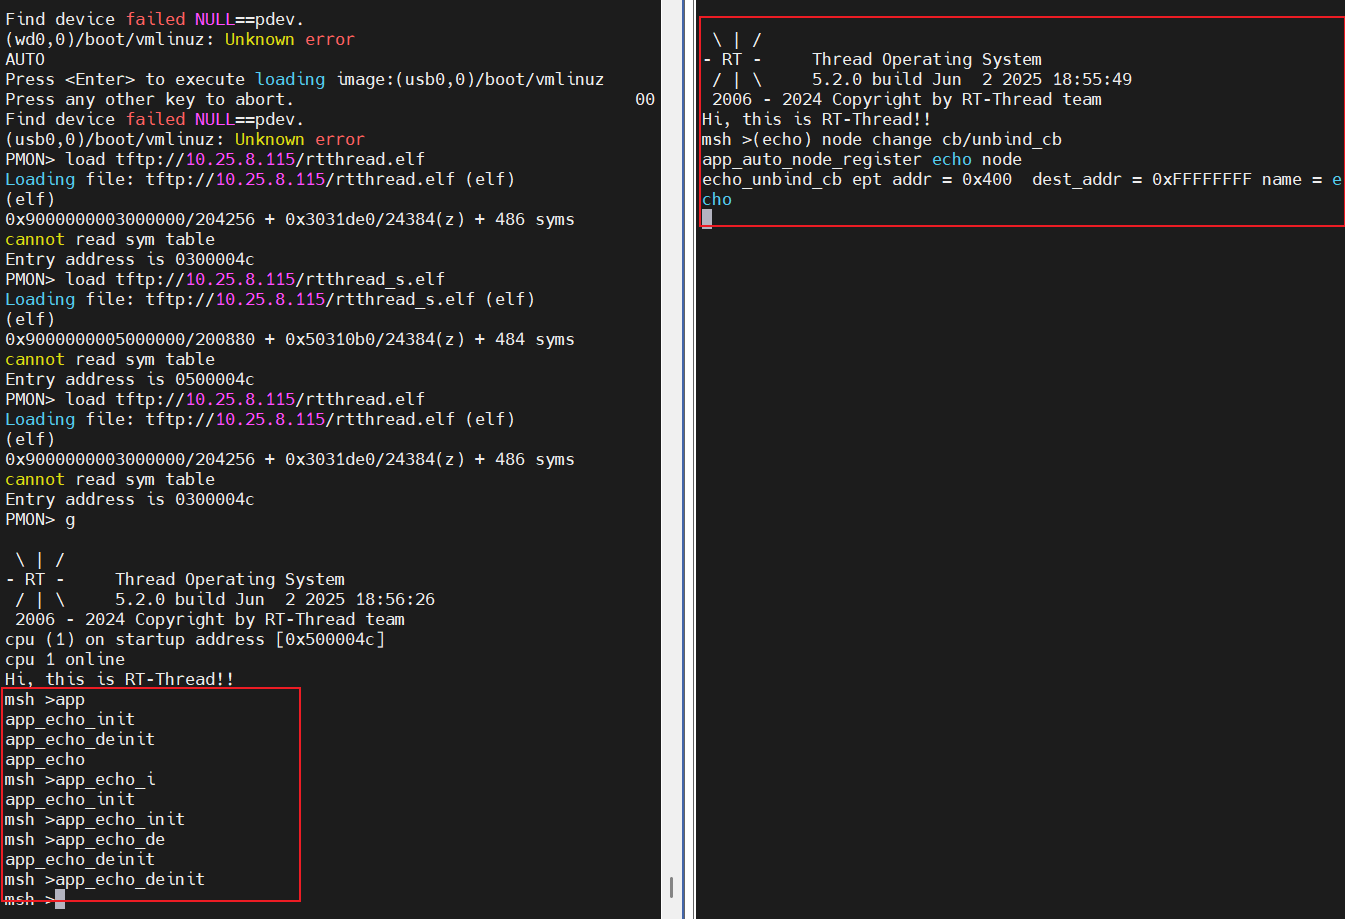 Find device failed NULL==pdev.
(wd0,0)/boot/vmlinuz: Unknown error
AUTO
Press <Enter> to execute loading image:(usb0,0)/boot/vmlinuz
Press any other key to abort.                                  00
Find device failed NULL==pdev.
(usb0,0)/boot/vmlinuz: Unknown error
PMON> load tftp://10.25.8.115/rtthread.elf
Loading file: tftp://10.25.8.115/rtthread.elf (elf)
(elf)
0x9000000003000000/204256 + 0x3031de0/24384(z) + 486 syms
cannot read sym table
Entry address is 0300004c
PMON> load tftp://10.25.8.115/rtthread_s.elf
Loading file: tftp://10.25.8.115/rtthread_s.elf (elf)
(elf)
0x9000000005000000/200880 + 0x50310b0/24384(z) + 484 syms
cannot read sym table
Entry address is 0500004c
PMON> load tftp://10.25.8.115/rtthread.elf
Loading file: tftp://10.25.8.115/rtthread.elf (elf)
(elf)
0x9000000003000000/204256 + 0x3031de0/24384(z) + 486 syms
cannot read sym table
Entry address is 0300004c
PMON> g
 \ | /
- RT -     Thread Operating System
 / | \     5.2.0 build Jun  2 2025 18:56:26
 2006 - 2024 Copyright by RT-Thread team
cpu (1) on startup address [0x500004c]
cpu 1 online
Hi, this is RT-Thread!!
msh >app
app_echo_init
app_echo_deinit
app_echo
msh >app_echo_i
app_echo_init
msh >app_echo_init
msh >app_echo_de
app_echo_deinit
msh >app_echo_deinit
msh >
 \ | /
- RT -     Thread Operating System
 / | \     5.2.0 build Jun  2 2025 18:55:49
 2006 - 2024 Copyright by RT-Thread team
Hi, this is RT-Thread!!
msh >(echo) node change cb/unbind_cb
app_auto_node_register echo node
echo_unbind_cb ept addr = 0x400  dest_addr = 0xFFFFFFFF name = e
cho